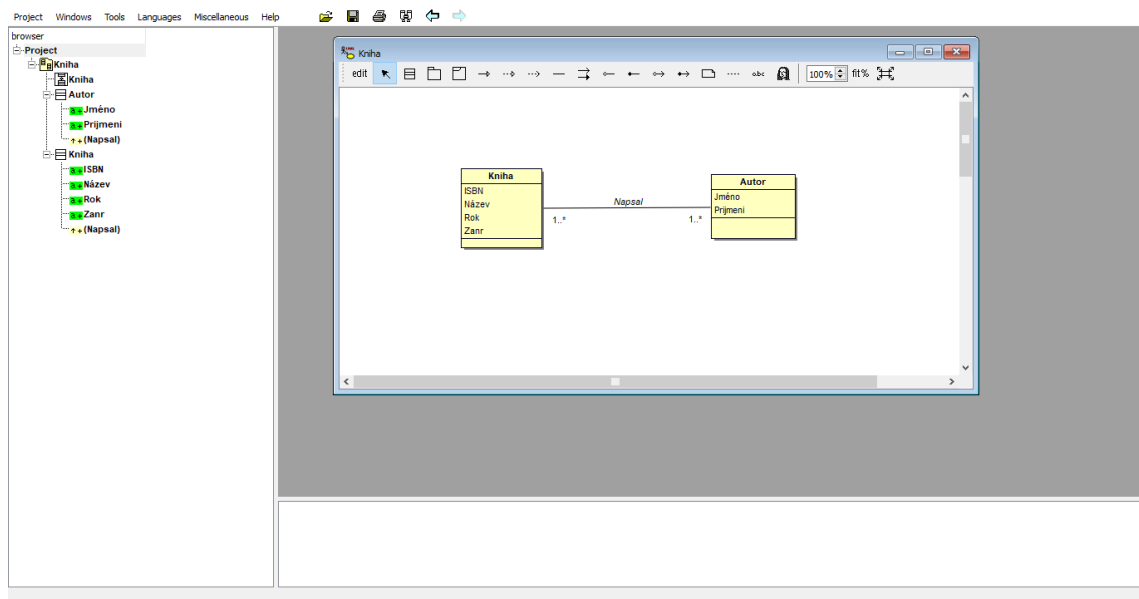 Project Windows Tools Languages Miscellaneous Help
browser
Project
Kniha
Kniha
Autor
Jméno
Prijmeni
(Napsal)
Kniha
ISBN
Název
Rok
Zanr
(Napsal)
Kniha
edit abc 100% fit%
Kniha
ISBN
Název
Rok
Zanr
Napsal
1..*
1..*
Autor
Jméno
Prijmeni